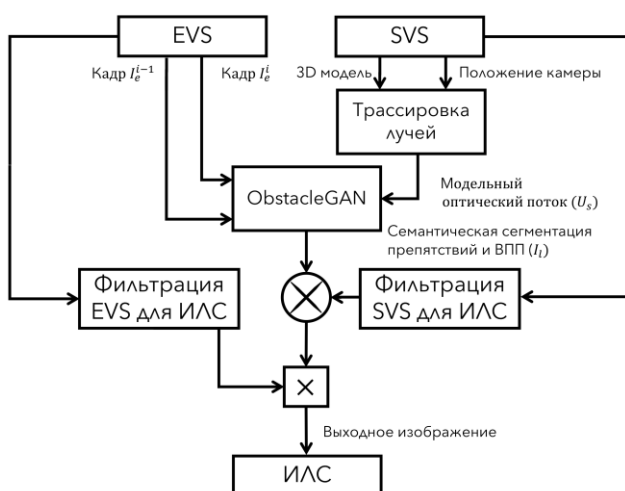 EVS
SVS
Кадр I_e^{i-1}
Кадр I_e^i
3D модель
Положение камеры
Трассировка
лучей
ObstacleGAN
Модельный
оптический поток (U_s)
Семантическая сегментация
препятствий и ВПП (I_l)
Фильтрация
EVS для ИЛС
Фильтрация
SVS для ИЛС
×
×
Выходное изображение
ИЛС